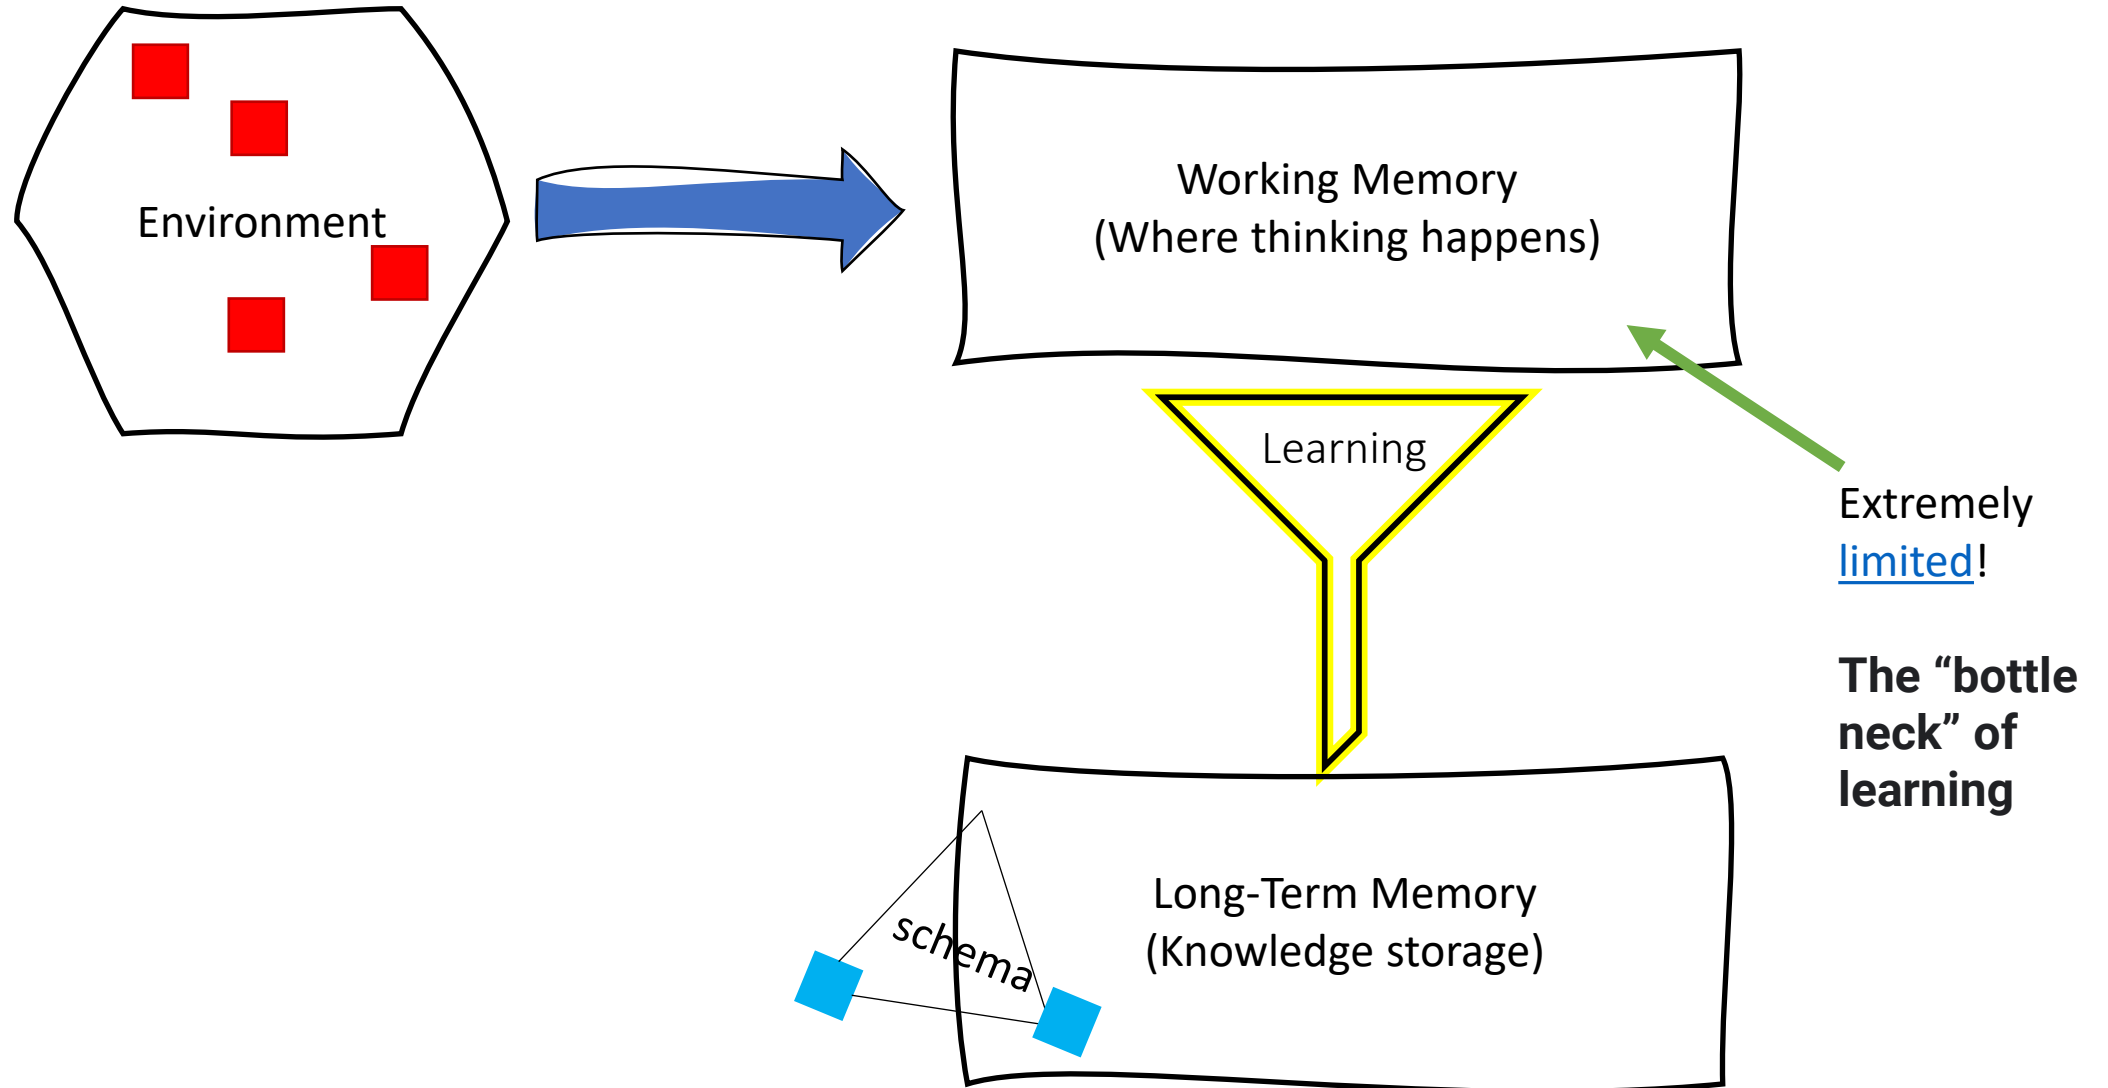 Environment
Working Memory
(Where thinking happens)
Learning
Extremely
limited!
The “bottle
neck” of
learning
schema
Long-Term Memory
(Knowledge storage)